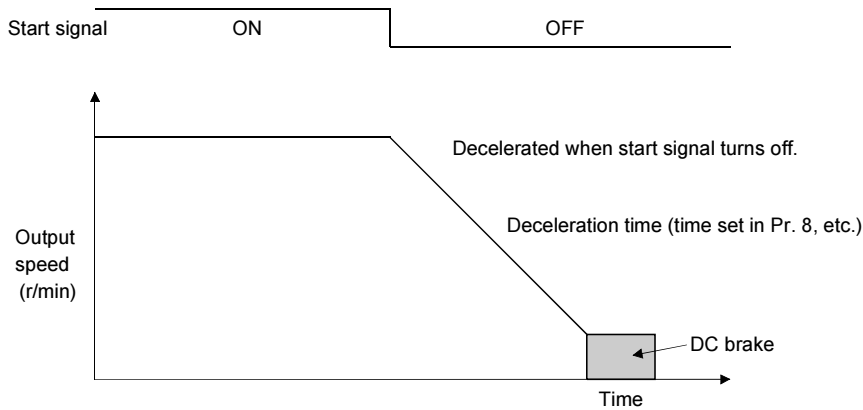 Start signal
ON
OFF
Decelerated when start signal turns off.
Deceleration time (time set in Pr. 8, etc.)
Output
speed
(r/min)
DC brake
Time